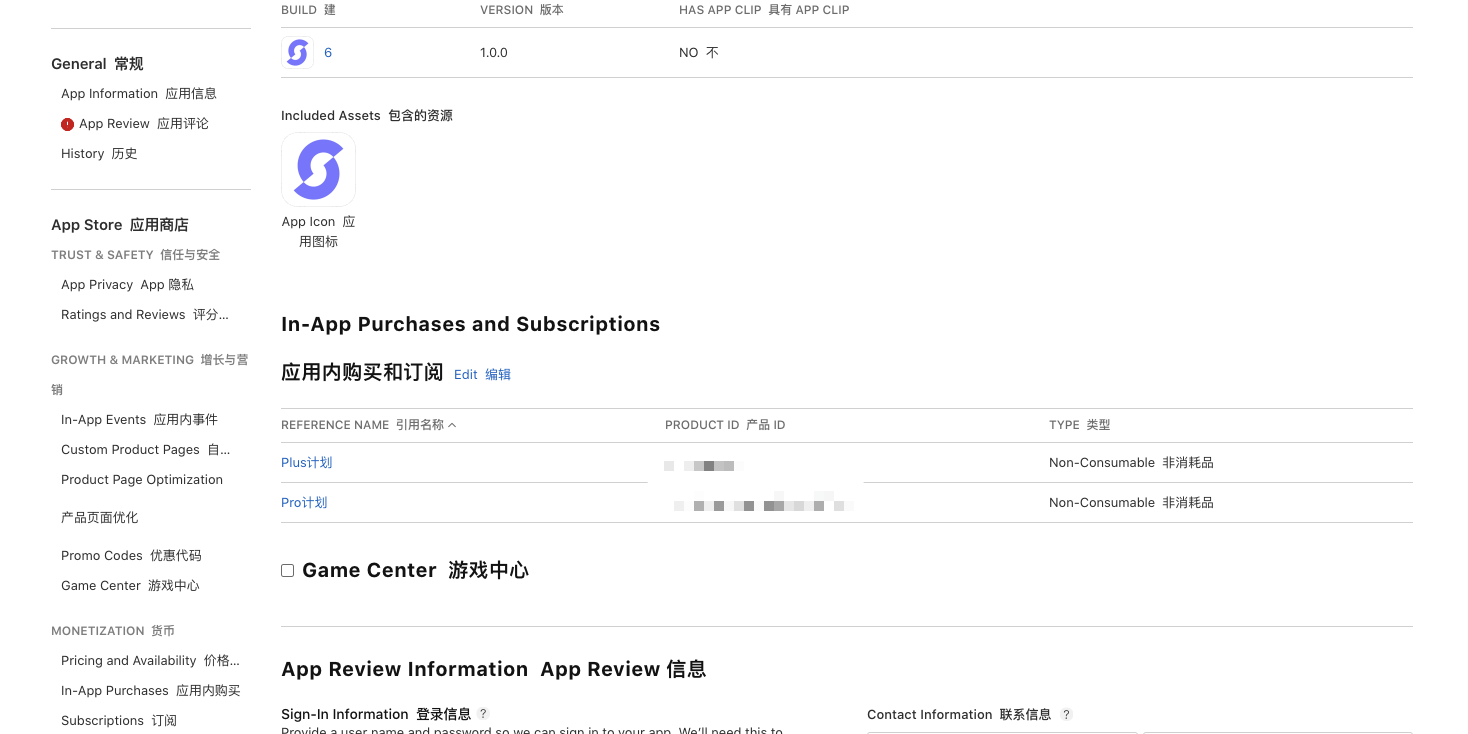 BUILD 建 VERSION 版本 HAS APP CLIP 具有 APP CLIP
6 1.0.0 NO 不
General 常规
App Information 应用信息
App Review 应用评论
History 历史
Included Assets 包含的资源
App Icon 应
用图标
App Store 应用商店
TRUST & SAFETY 信任与安全
App Privacy App 隐私
Ratings and Reviews 评分...
GROWTH & MARKETING 增长与营
销
In-App Events 应用内事件
Custom Product Pages 自...
Product Page Optimization
产品页面优化
Promo Codes 优惠代码
Game Center 游戏中心
MONETIZATION 货币
Pricing and Availability 价格...
In-App Purchases 应用内购买
Subscriptions 订阅
In-App Purchases and Subscriptions
应用内购买和订阅 Edit 编辑
REFERENCE NAME 引用名称 PRODUCT ID 产品 ID TYPE 类型
Plus计划 Non-Consumable 非消耗品
Pro计划 Non-Consumable 非消耗品
Game Center 游戏中心
App Review Information App Review 信息
Sign-In Information 登录信息 ?
Provide a user name and password so we can sign in to your app. We'll need this to
Contact Information 联系信息 ?